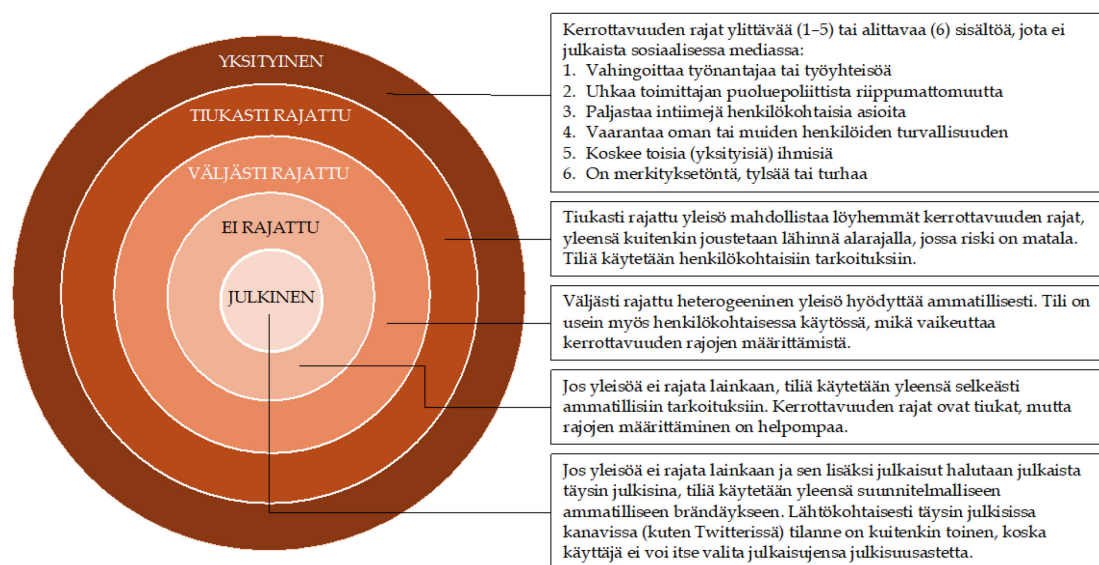 YKSITYINEN
TIUKASTI RAJATTU
VÄLJÄSTI RAJATTU
EI RAJATTU
JULKINEN
Kerrottavuuden rajat ylittävää (1–5) tai alittavaa (6) sisältöä, jota ei
julkaista sosiaalisessa mediassa:
1. Vahingoittaa työnantajaa tai työyhteisöä
2. Uhkaa toimittajan puoluepoliittista riippumattomuutta
3. Paljastaa intiimejä henkilökohtaisia asioita
4. Vaarantaa oman tai muiden henkilöiden turvallisuuden
5. Koskee toisia (yksityisiä) ihmisiä
6. On merkityksetöntä, tylsää tai turhaa
Tiukasti rajattu yleisö mahdollistaa löyhemmät kerrottavuuden rajat,
yleensä kuitenkin joustetaan lähinnä alarajalla, jossa riski on matala.
Tiliä käytetään henkilökohtaisiin tarkoituksiin.
Väljästi rajattu heterogeeninen yleisö hyödyttää ammatillisesti. Tili on
usein myös henkilökohtaisessa käytössä, mikä vaikeuttaa
kerrottavuuden rajojen määrittämistä.
Jos yleisöä ei rajata lainkaan, tiliä käytetään yleensä selkeästi
ammatillisiin tarkoituksiin. Kerrottavuuden rajat ovat tiukat, mutta
rajojen määrittäminen on helpompaa.
Jos yleisöä ei rajata lainkaan ja sen lisäksi julkaisut halutaan julkaista
täysin julkisina, tiliä käytetään yleensä suunnitelmalliseen
ammatilliseen brändäykseen. Lähtökohtaisesti täysin julkisissa
kanavissa (kuten Twitterissä) tilanne on kuitenkin toinen, koska
käyttäjä ei voi itse valita julkaisujensa julkisuusastetta.